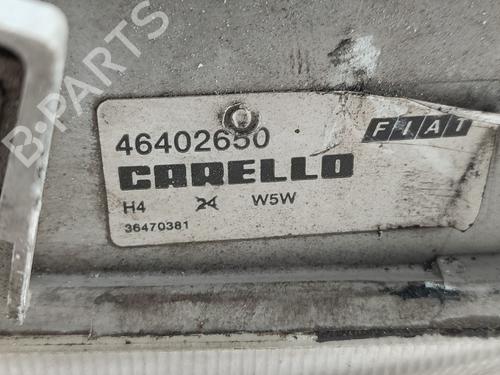 B-PARTS
46402650
FIAT
CARELLO
H4 24 W5W
36470381